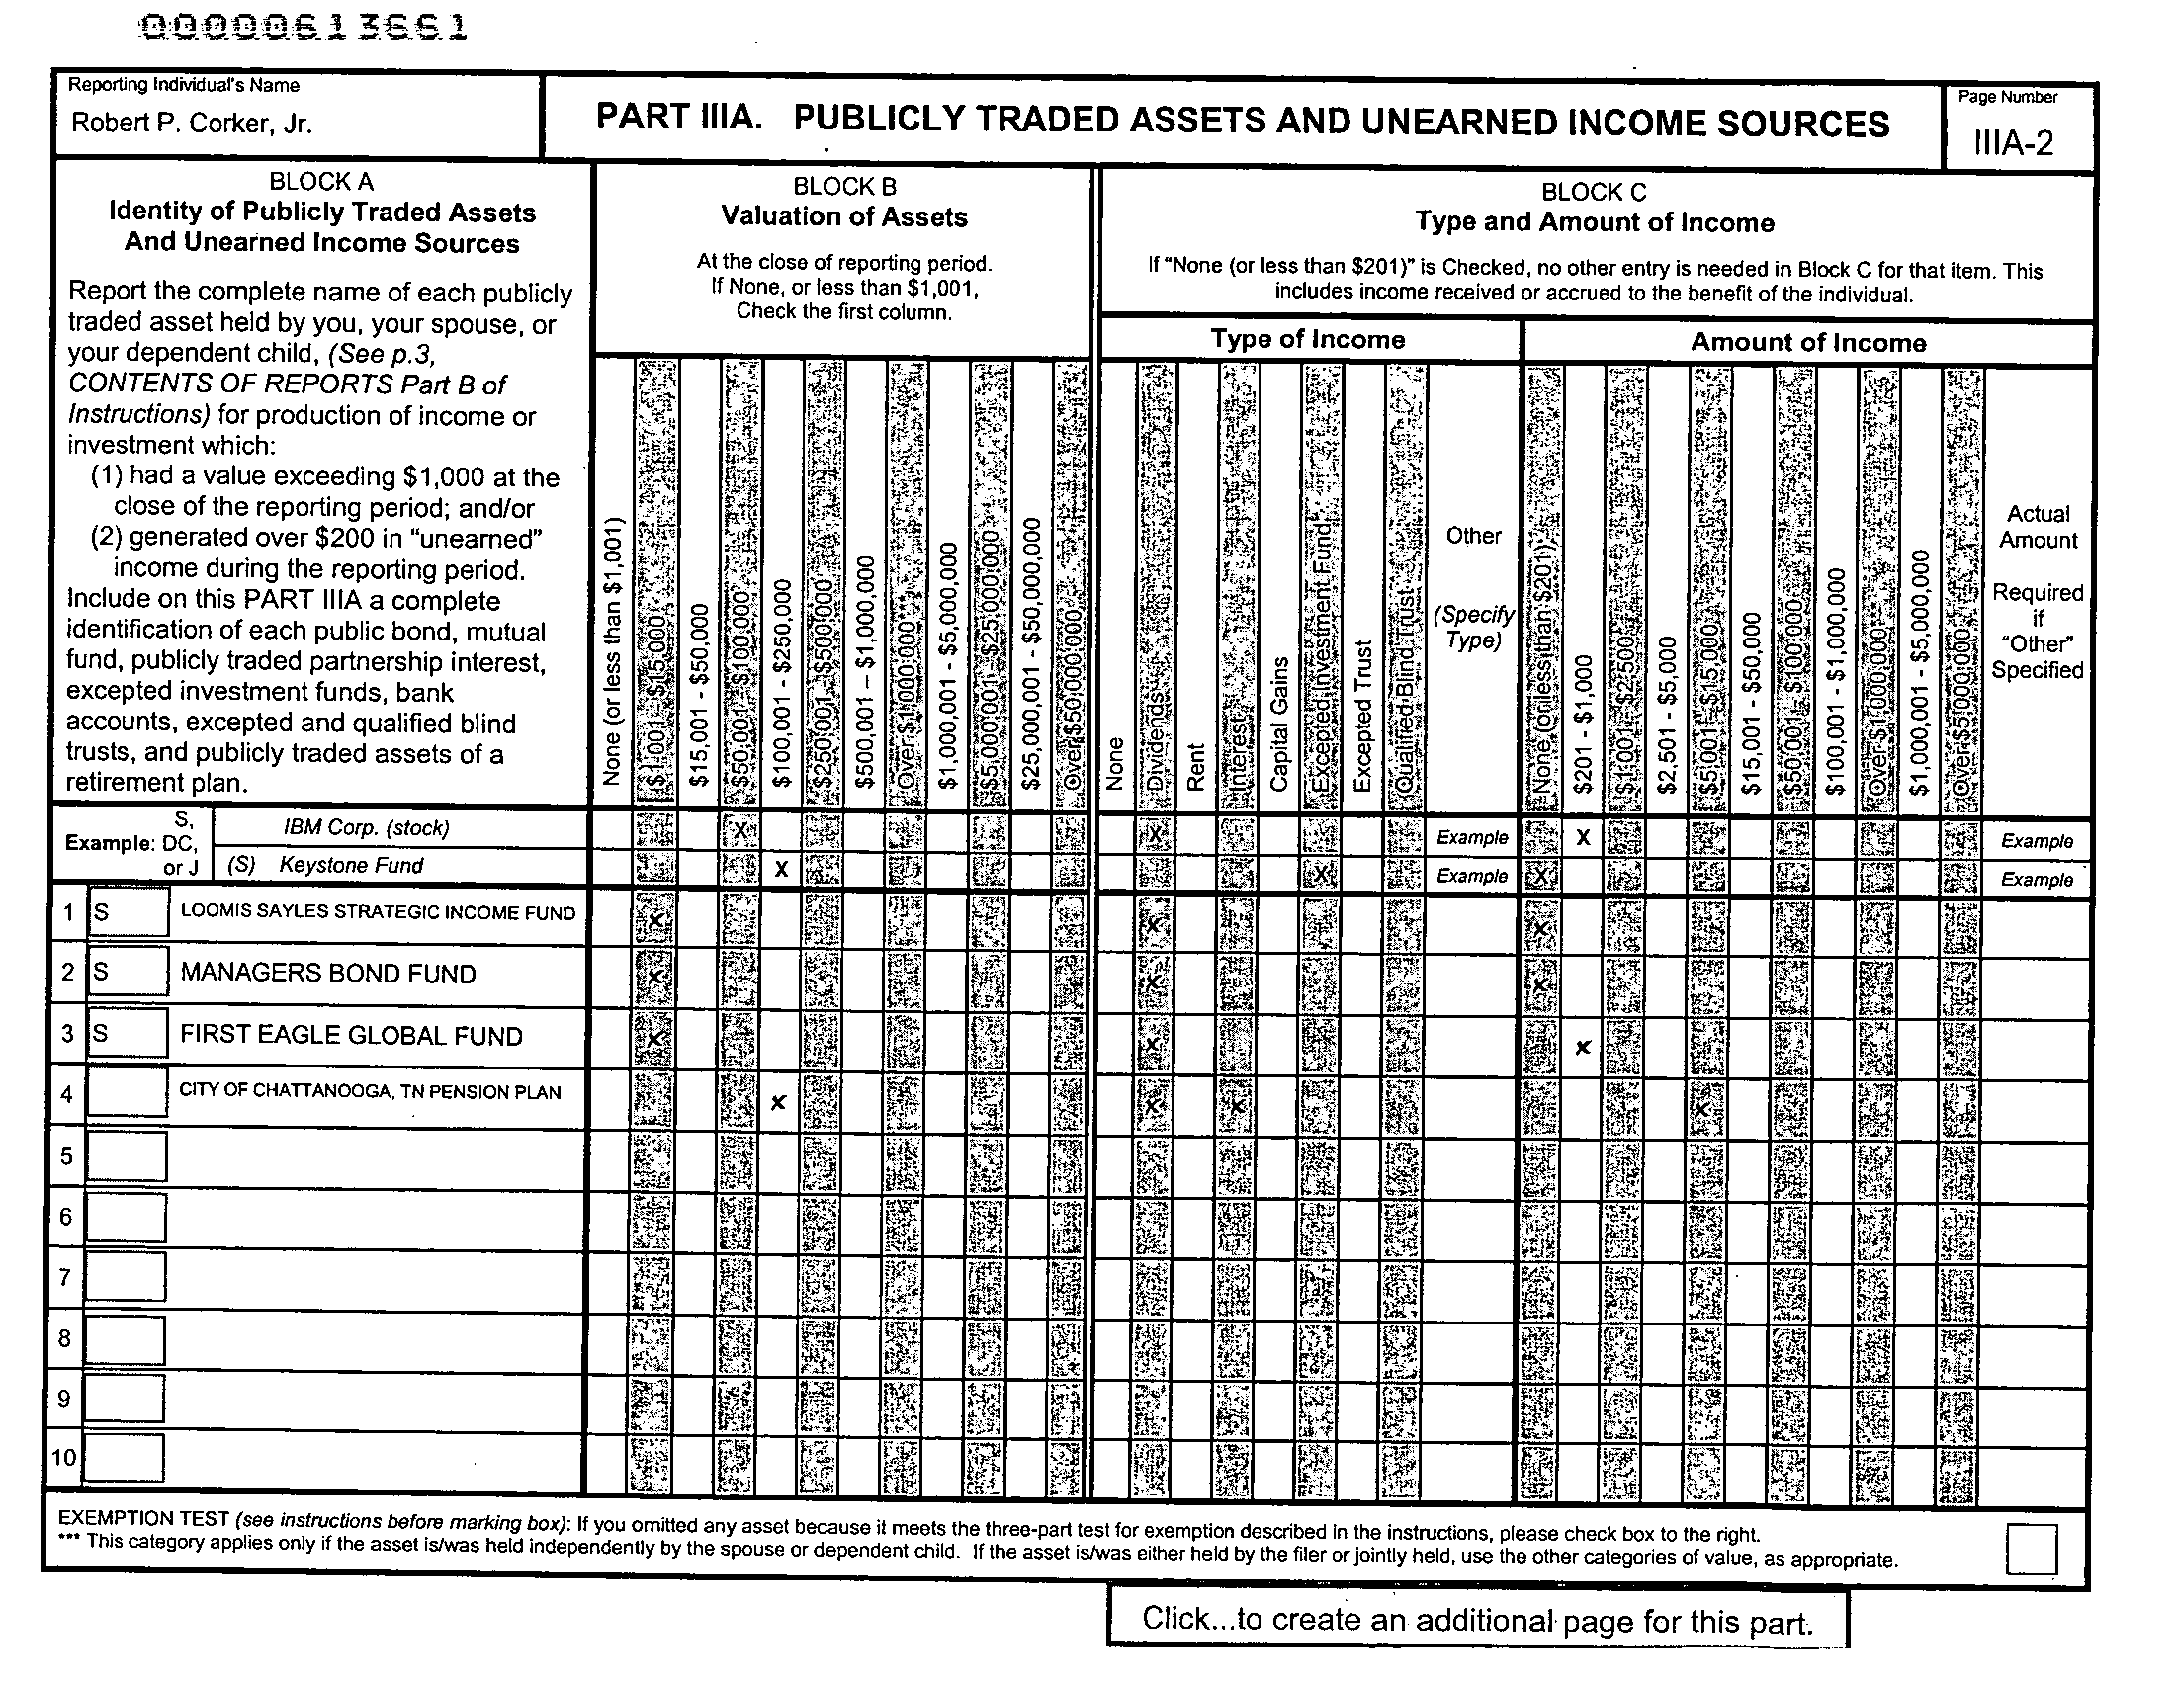 00000613661
Reporting Individual's Name
Robert P. Corker, Jr.
PART IIIA. PUBLICLY TRADED ASSETS AND UNEARNED INCOME SOURCES
Page Number
IIIA-2
BLOCK A
Identity of Publicly Traded Assets
And Unearned Income Sources
Report the complete name of each publicly
traded asset held by you, your spouse, or
your dependent child, (See p.3,
CONTENTS OF REPORTS Part B of
Instructions) for production of income or
investment which:
(1) had a value exceeding $1,000 at the
close of the reporting period; and/or
(2) generated over $200 in "unearned"
income during the reporting period.
Include on this PART IIIA a complete
identification of each public bond, mutual
fund, publicly traded partnership interest,
excepted investment funds, bank
accounts, excepted and qualified blind
trusts, and publicly traded assets of a
retirement plan.
BLOCK B
Valuation of Assets
At the close of reporting period.
If None, or less than $1,001,
Check the first column.
None (or less than $1,001)
$1,001 - $15,000
$15,001 - $50,000
$50,001 - $100,000
$100,001 - $250,000
$250,001 - $500,000
$500,001 – $1,000,000
Over $1,000,000
$1,000,001 - $5,000,000
$5,000,001 - $25,000,000
$25,000,001 - $50,000,000
Over $50,000,000
BLOCK C
Type and Amount of Income
If "None (or less than $201)" is Checked, no other entry is needed in Block C for that item. This
includes income received or accrued to the benefit of the individual.
Type of Income
None
Dividends
Rent
Interest
Capital Gains
Excepted Investment Fund
Excepted Trust
Qualified Blind Trust
Other
(Specify
Type)
Amount of Income
None (or less than $201)
$201 - $1,000
$1,001 - $2,500
$2,501 - $5,000
$5,001 - $15,000
$15,001 - $50,000
$50,001 - $100,000
$100,001 - $1,000,000
Over $1,000,000
$1,000,001 - $5,000,000
Over $5,000,000
Actual
Amount
Required
if
"Other"
Specified
Example: S, DC, or J
IBM Corp. (stock) X X Example X Example
(S) Keystone Fund X X Example X Example
1 S LOOMIS SAYLES STRATEGIC INCOME FUND x x x
2 S MANAGERS BOND FUND x x x
3 S FIRST EAGLE GLOBAL FUND x x x
4 CITY OF CHATTANOOGA, TN PENSION PLAN x x x x
5
6
7
8
9
10
EXEMPTION TEST (see instructions before marking box): If you omitted any asset because it meets the three-part test for exemption described in the instructions, please check box to the right.
*** This category applies only if the asset is/was held independently by the spouse or dependent child. If the asset is/was either held by the filer or jointly held, use the other categories of value, as appropriate.
Click...to create an additional page for this part.